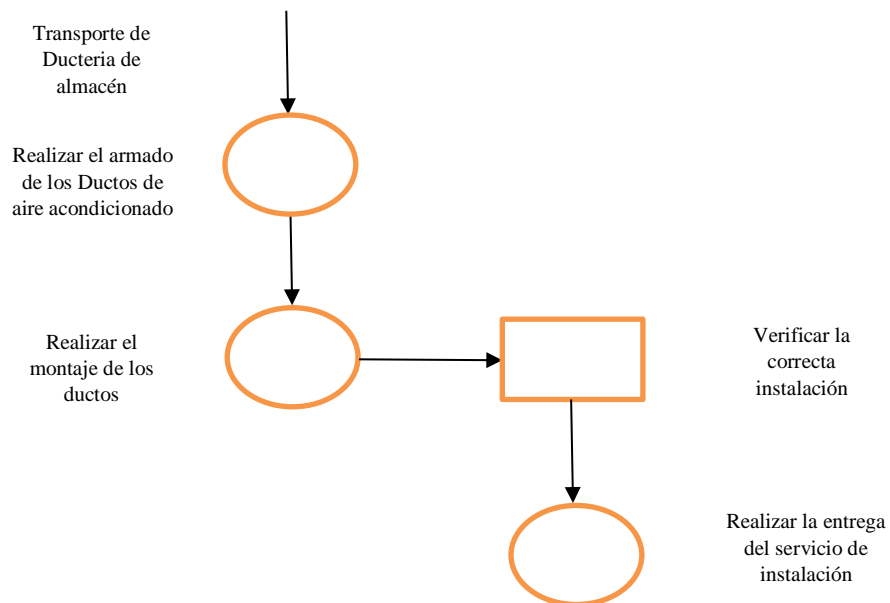 Transporte de
Ducteria de
almacén
Realizar el armado
de los Ductos de
aire acondicionado
Realizar el
montaje de los
ductos
Verificar la
correcta
instalación
Realizar la entrega
del servicio de
instalación